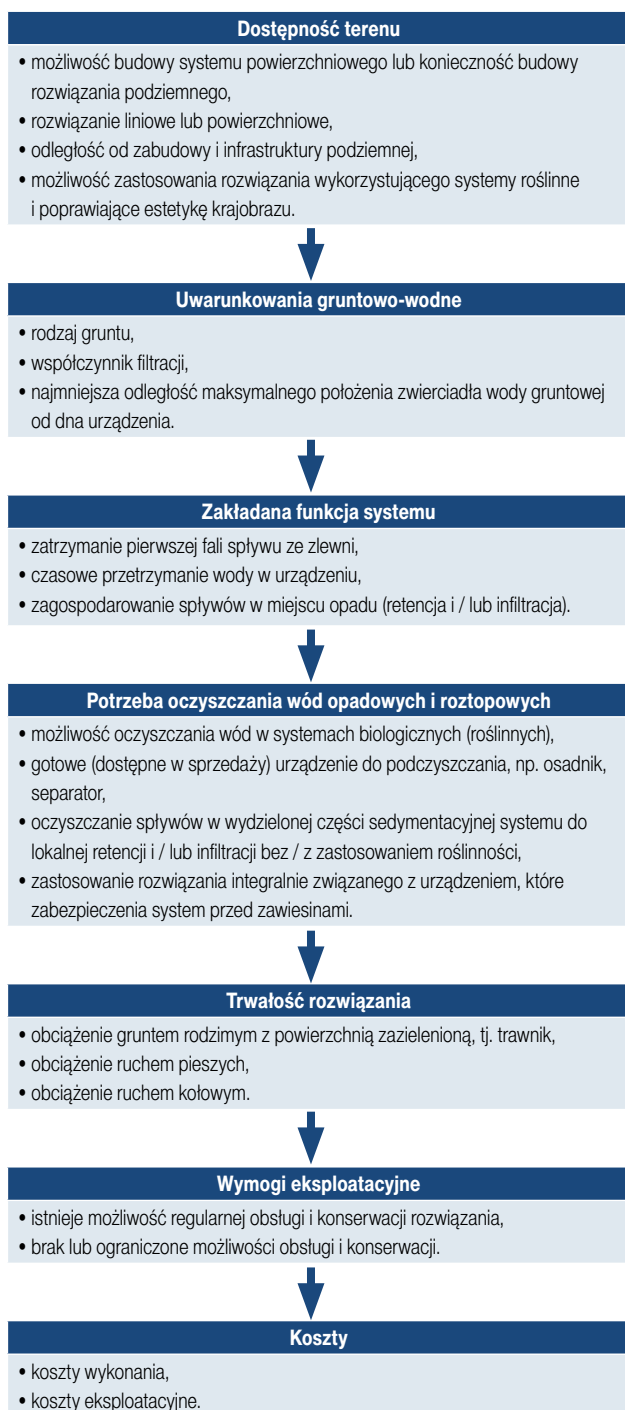 Dostępność terenu
• możliwość budowy systemu powierzchniowego lub konieczność budowy
rozwiązania podziemnego,
• rozwiązanie liniowe lub powierzchniowe,
• odległość od zabudowy i infrastruktury podziemnej,
• możliwość zastosowania rozwiązania wykorzystującego systemy roślinne
i poprawiające estetykę krajobrazu.
Uwarunkowania gruntowo-wodne
• rodzaj gruntu,
• współczynnik filtracji,
• najmniejsza odległość maksymalnego położenia zwierciadła wody gruntowej
od dna urządzenia.
Zakładana funkcja systemu
• zatrzymanie pierwszej fali spływu ze zlewni,
• czasowe przetrzymanie wody w urządzeniu,
• zagospodarowanie spływów w miejscu opadu (retencja i / lub infiltracja).
Potrzeba oczyszczania wód opadowych i roztopowych
• możliwość oczyszczania wód w systemach biologicznych (roślinnych),
• gotowe (dostępne w sprzedaży) urządzenie do podczyszczania, np. osadnik,
separator,
• oczyszczanie spływów w wydzielonej części sedymentacyjnej systemu do
lokalnej retencji i / lub infiltracji bez / z zastosowaniem roślinności,
• zastosowanie rozwiązania integralnie związanego z urządzeniem, które
zabezpieczenia system przed zawiesinami.
Trwałość rozwiązania
• obciążenie gruntem rodzimym z powierzchnią zazielenioną, tj. trawnik,
• obciążenie ruchem pieszych,
• obciążenie ruchem kołowym.
Wymogi eksploatacyjne
• istnieje możliwość regularnej obsługi i konserwacji rozwiązania,
• brak lub ograniczone możliwości obsługi i konserwacji.
Koszty
• koszty wykonania,
• koszty eksploatacyjne.